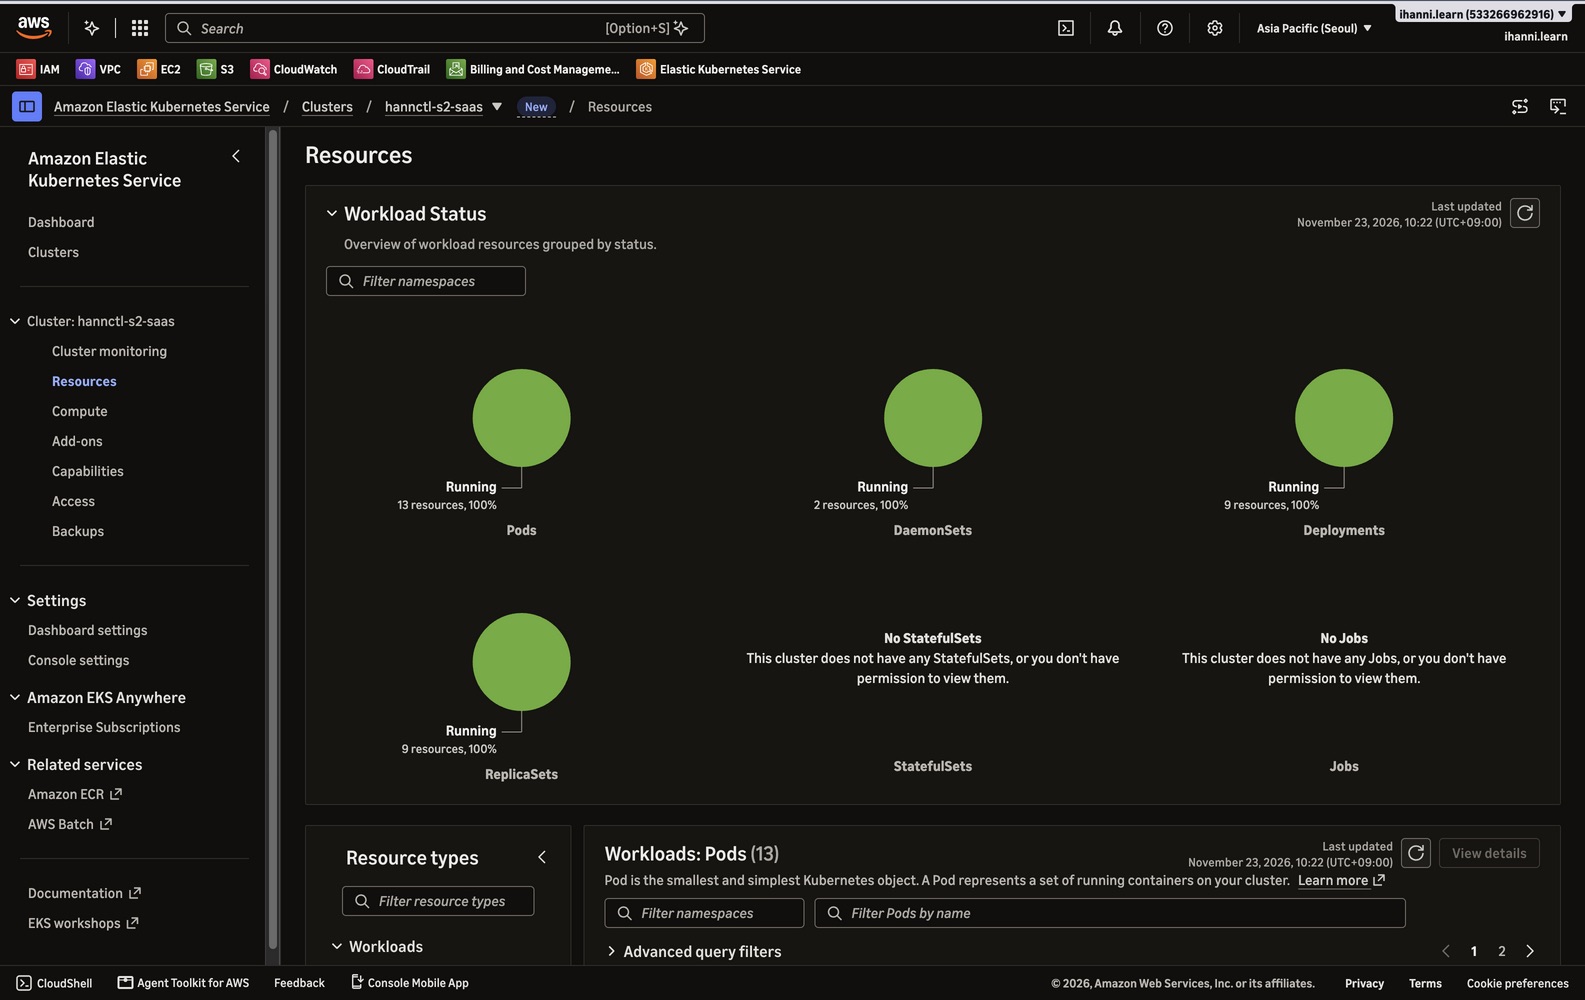 aws
Search
[Option+S]
Asia Pacific (Seoul)
ihanni.learn (533266962916)
ihanni.learn
IAM
VPC
EC2
S3
CloudWatch
CloudTrail
Billing and Cost Manageme...
Elastic Kubernetes Service
Amazon Elastic Kubernetes Service / Clusters / hannctl-s2-saas New / Resources
Amazon Elastic
Kubernetes Service
Dashboard
Clusters
Cluster: hannctl-s2-saas
Cluster monitoring
Resources
Compute
Add-ons
Capabilities
Access
Backups
Settings
Dashboard settings
Console settings
Amazon EKS Anywhere
Enterprise Subscriptions
Related services
Amazon ECR
AWS Batch
Documentation
EKS workshops
Resources
Workload Status
Overview of workload resources grouped by status.
Last updated
November 23, 2026, 10:22 (UTC+09:00)
Filter namespaces
Running
13 resources, 100%
Pods
Running
2 resources, 100%
DaemonSets
Running
9 resources, 100%
Deployments
Running
9 resources, 100%
ReplicaSets
No StatefulSets
This cluster does not have any StatefulSets, or you don't have
permission to view them.
StatefulSets
No Jobs
This cluster does not have any Jobs, or you don't have
permission to view them.
Jobs
Resource types
Filter resource types
Workloads
Workloads: Pods (13)
Last updated
November 23, 2026, 10:22 (UTC+09:00)
View details
Pod is the smallest and simplest Kubernetes object. A Pod represents a set of running containers on your cluster. Learn more
Filter namespaces
Filter Pods by name
Advanced query filters
1 2
CloudShell
Agent Toolkit for AWS
Feedback
Console Mobile App
© 2026, Amazon Web Services, Inc. or its affiliates.
Privacy
Terms
Cookie preferences